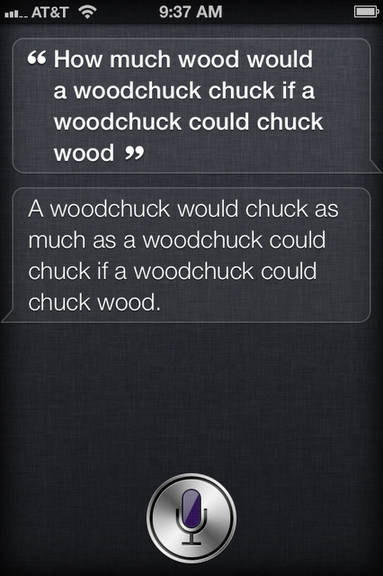 AT&T 9:37 AM
“ How much wood would
a woodchuck chuck if a
woodchuck could chuck
wood ”
A woodchuck would chuck as
much as a woodchuck could
chuck if a woodchuck could
chuck wood.